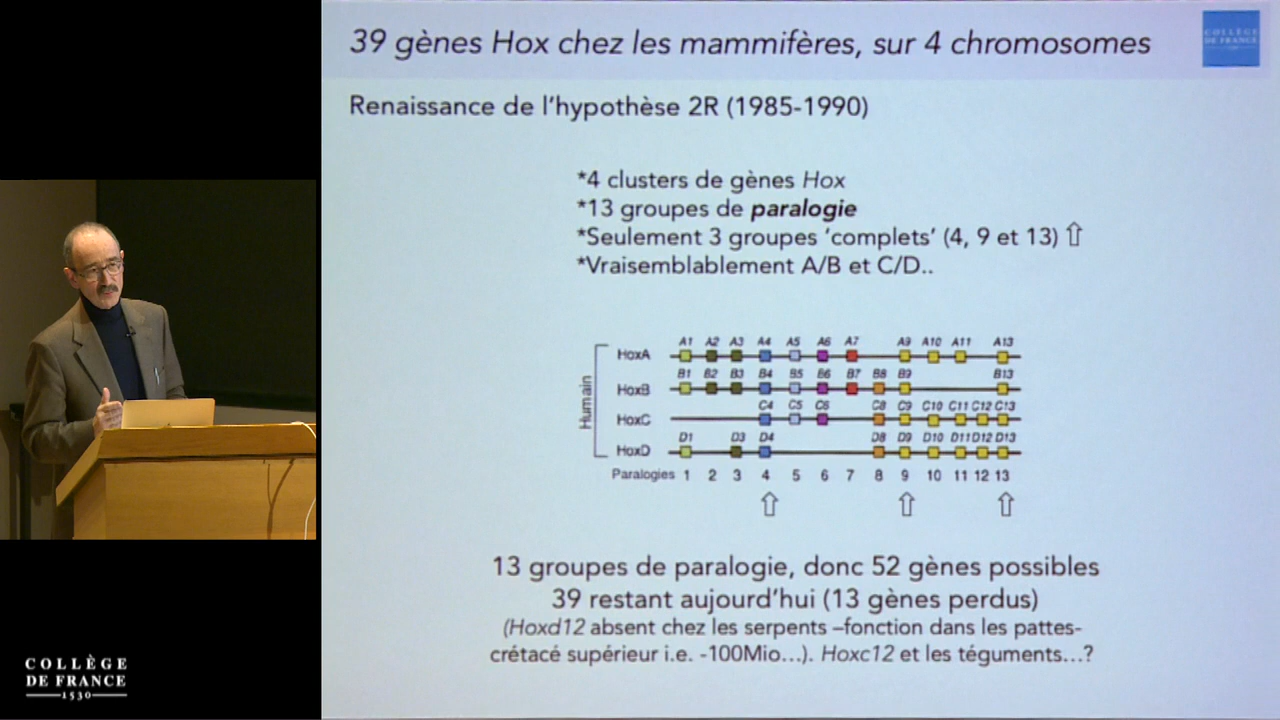 39 gènes Hox chez les mammifères, sur 4 chromosomes
COLLÈGE
DE FRANCE
1530
Renaissance de l'hypothèse 2R (1985-1990)
*4 clusters de gènes Hox
*13 groupes de paralogie
*Seulement 3 groupes 'complets' (4, 9 et 13)
*Vraisemblablement A/B et C/D..
Humain
A1 A2 A3 A4 A5 A6 A7 A9 A10 A11 A13
HoxA
B1 B2 B3 B4 B5 B6 B7 B8 B9 B13
HoxB
C4 C5 C6 C8 C9 C10 C11 C12 C13
HoxC
D1 D3 D4 D8 D9 D10 D11 D12 D13
HoxD
Paralogies 1 2 3 4 5 6 7 8 9 10 11 12 13
13 groupes de paralogie, donc 52 gènes possibles
39 restant aujourd'hui (13 gènes perdus)
(Hoxd12 absent chez les serpents –fonction dans les pattes-
crétacé supérieur i.e. -100Mio...). Hoxc12 et les téguments...?
COLLÈGE
DE FRANCE
1530